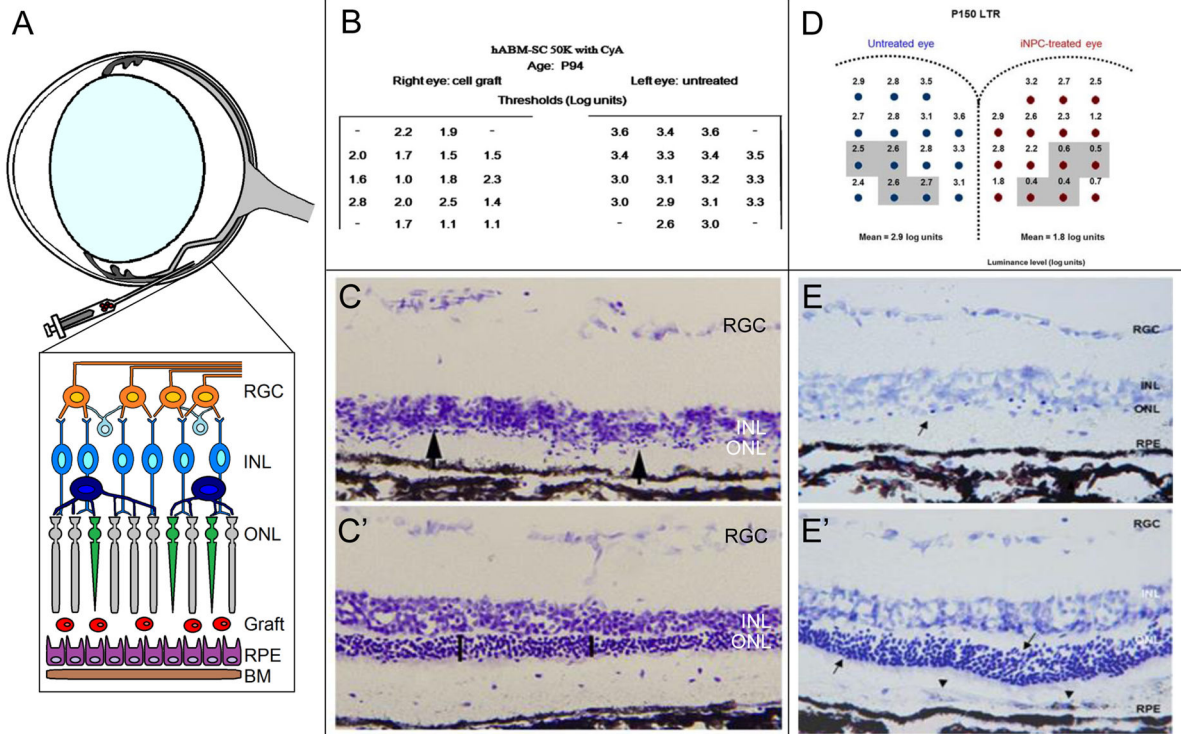 A
RGC
INL
ONL
Graft
RPE
BM
B
hABM-SC 50K with CyA
Age: P94
Right eye: cell graft Left eye: untreated
Thresholds (Log units)
- 2.2 1.9 - 3.6 3.4 3.6 -
2.0 1.7 1.5 1.5 3.4 3.3 3.4 3.5
1.6 1.0 1.8 2.3 3.0 3.1 3.2 3.3
2.8 2.0 2.5 1.4 3.0 2.9 3.1 3.3
- 1.7 1.1 1.1 - 2.6 3.0 -
C
RGC
INL
ONL
C'
RGC
INL
ONL
D
P150 LTR
Untreated eye iNPC-treated eye
2.9 2.8 3.5 3.2 2.7 2.5
2.7 2.8 3.1 3.6 2.9 2.6 2.3 1.2
2.5 2.6 2.8 3.3 2.8 2.2 0.6 0.5
2.4 2.6 2.7 3.1 1.8 0.4 0.4 0.7
Mean = 2.9 log units Mean = 1.8 log units
Luminance level (log units)
E
RGC
INL
ONL
RPE
E'
RGC
INL
ONL
RPE